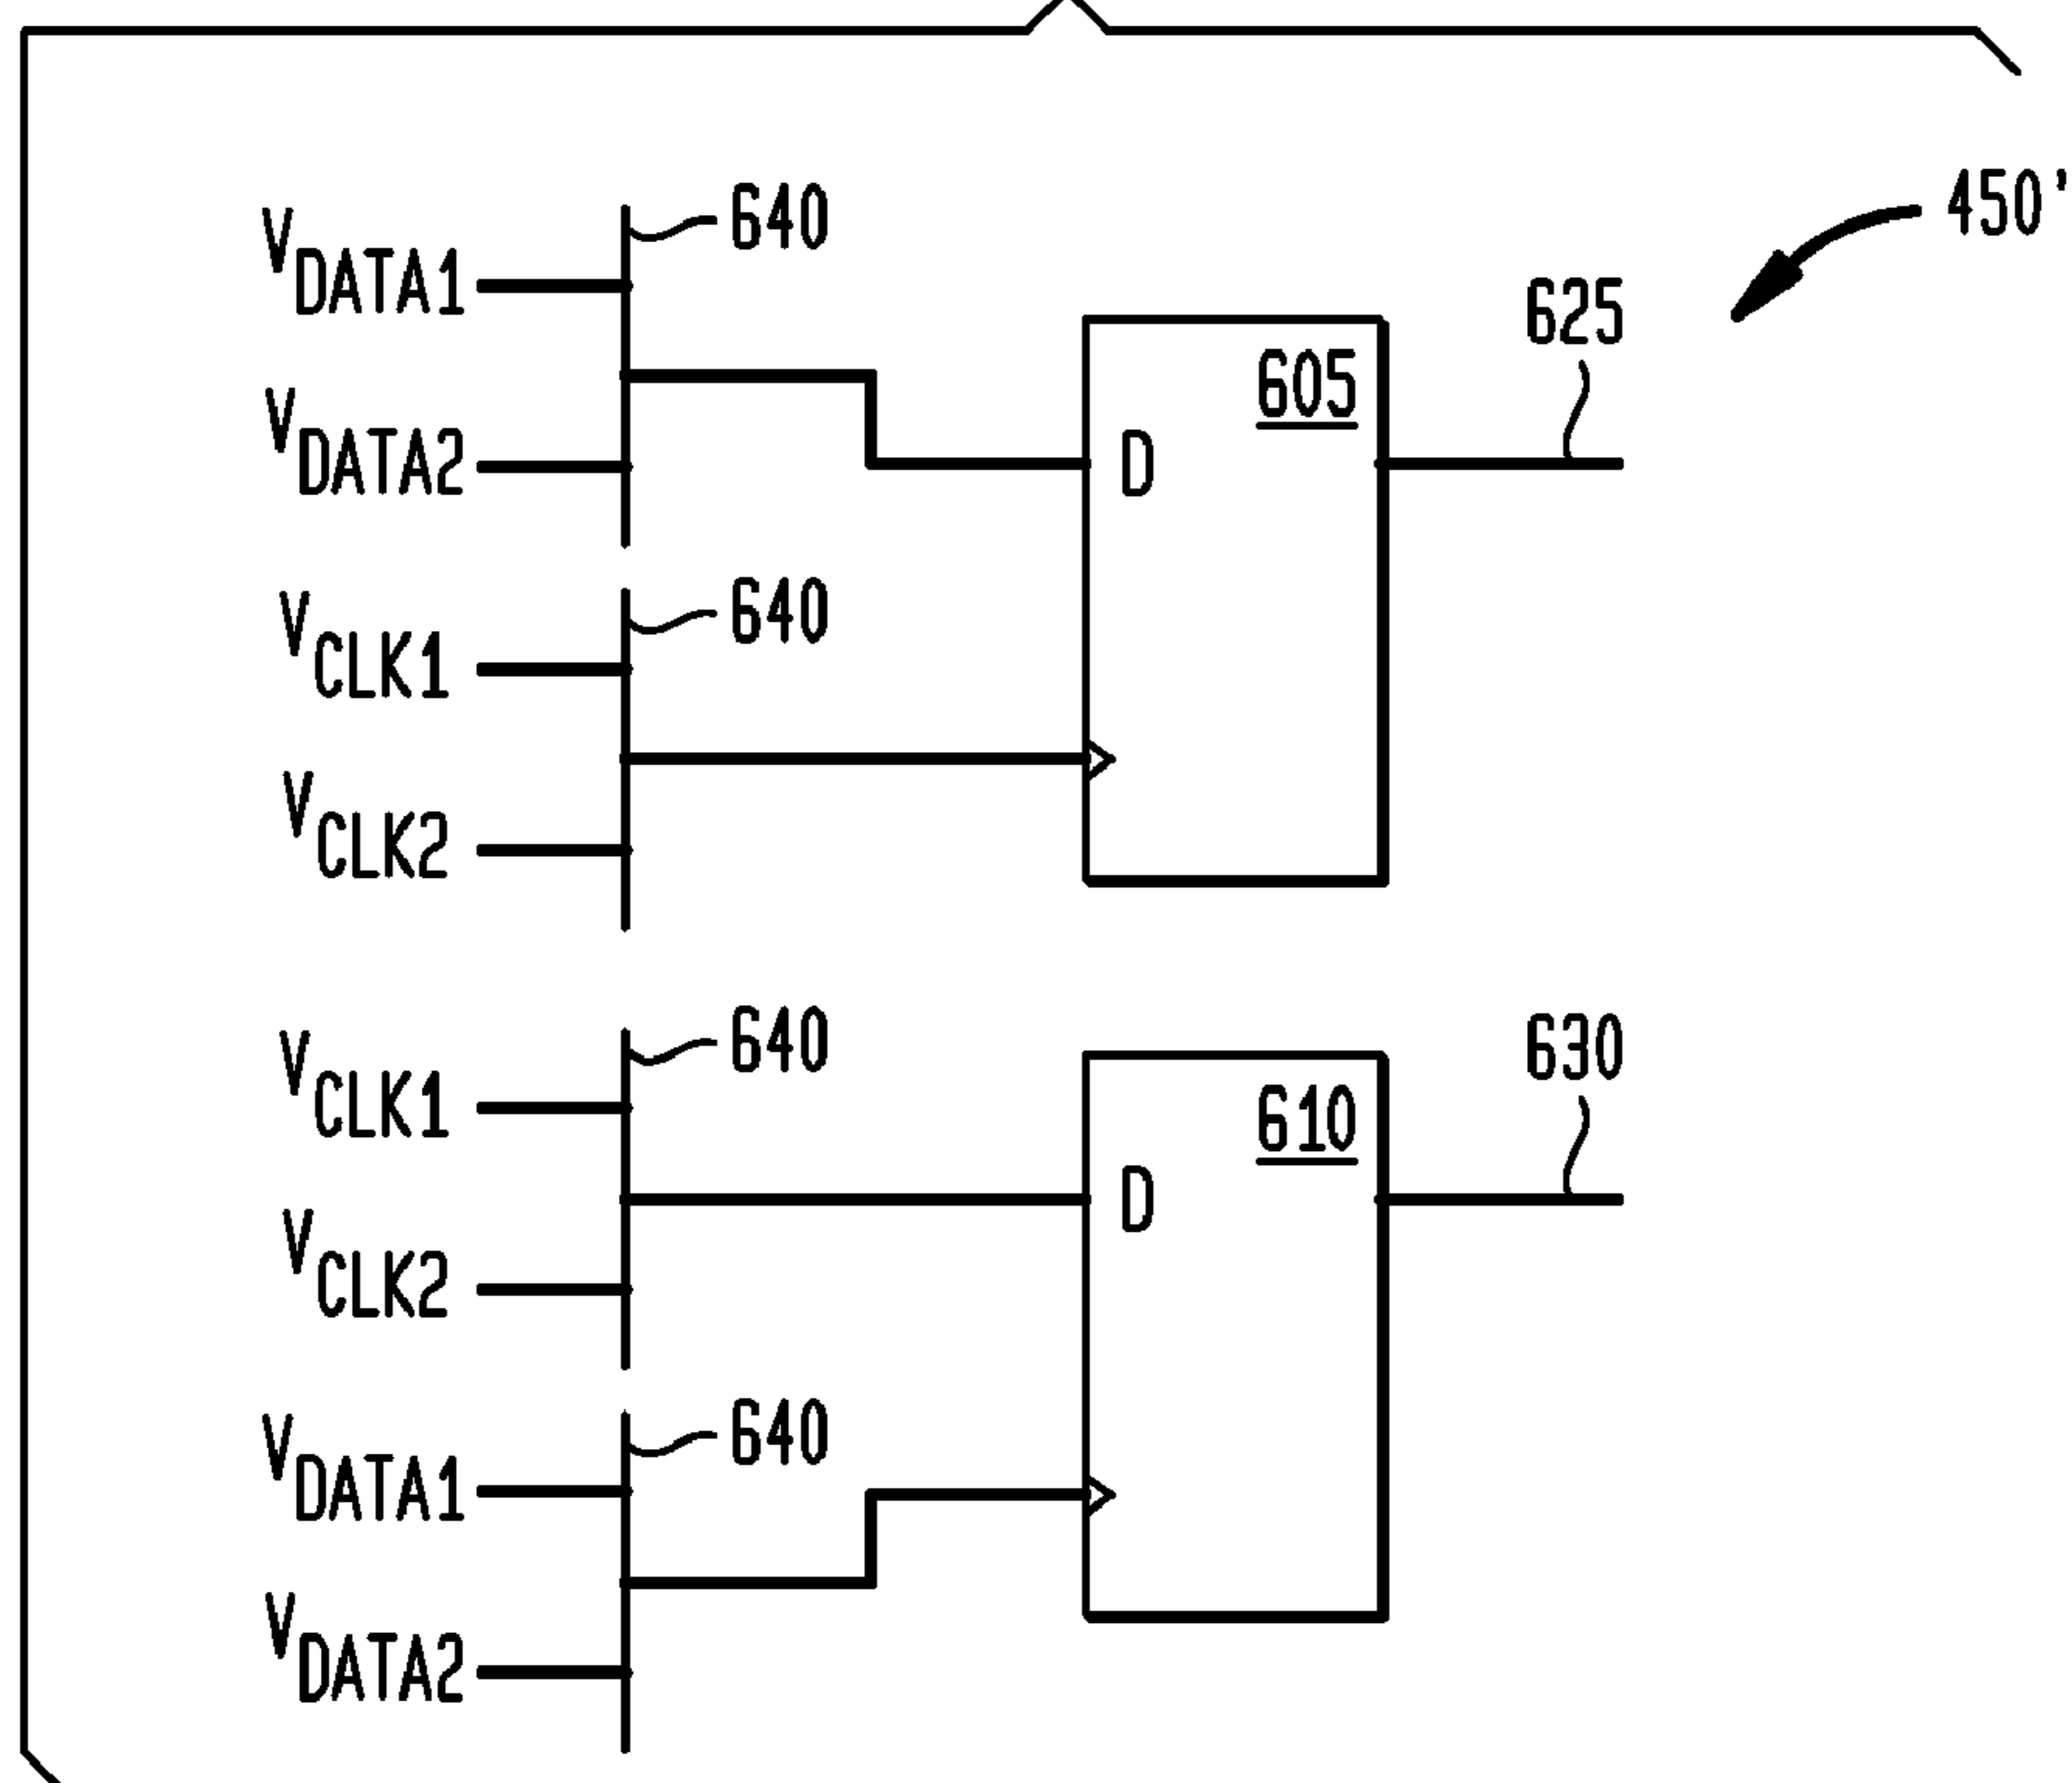 450'
640
VDATA1
625
605
VDATA2
D
640
VCLK1
VCLK2
640
630
VCLK1
610
D
VCLK2
640
VDATA1
VDATA2